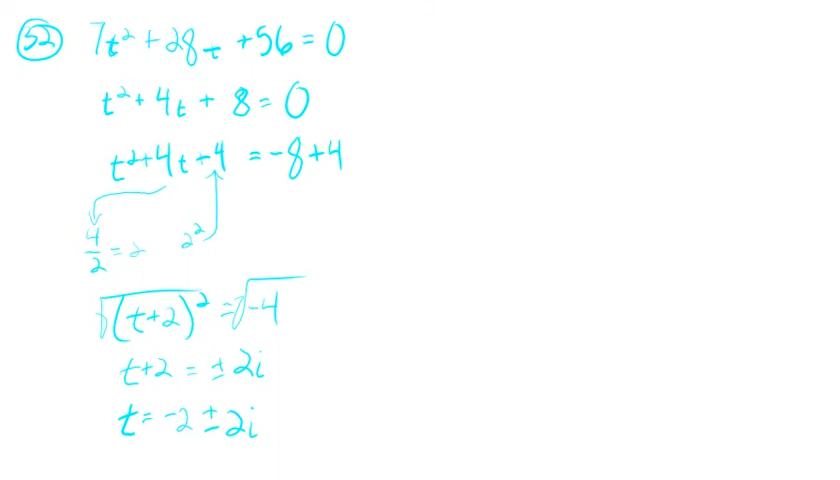 52 7t² + 28t + 56 = 0
t² + 4t + 8 = 0
t² + 4t + 4 = -8 + 4
4/2 = 2 2²
√(t+2)² = √-4
t+2 = ± 2i
t = -2 ± 2i